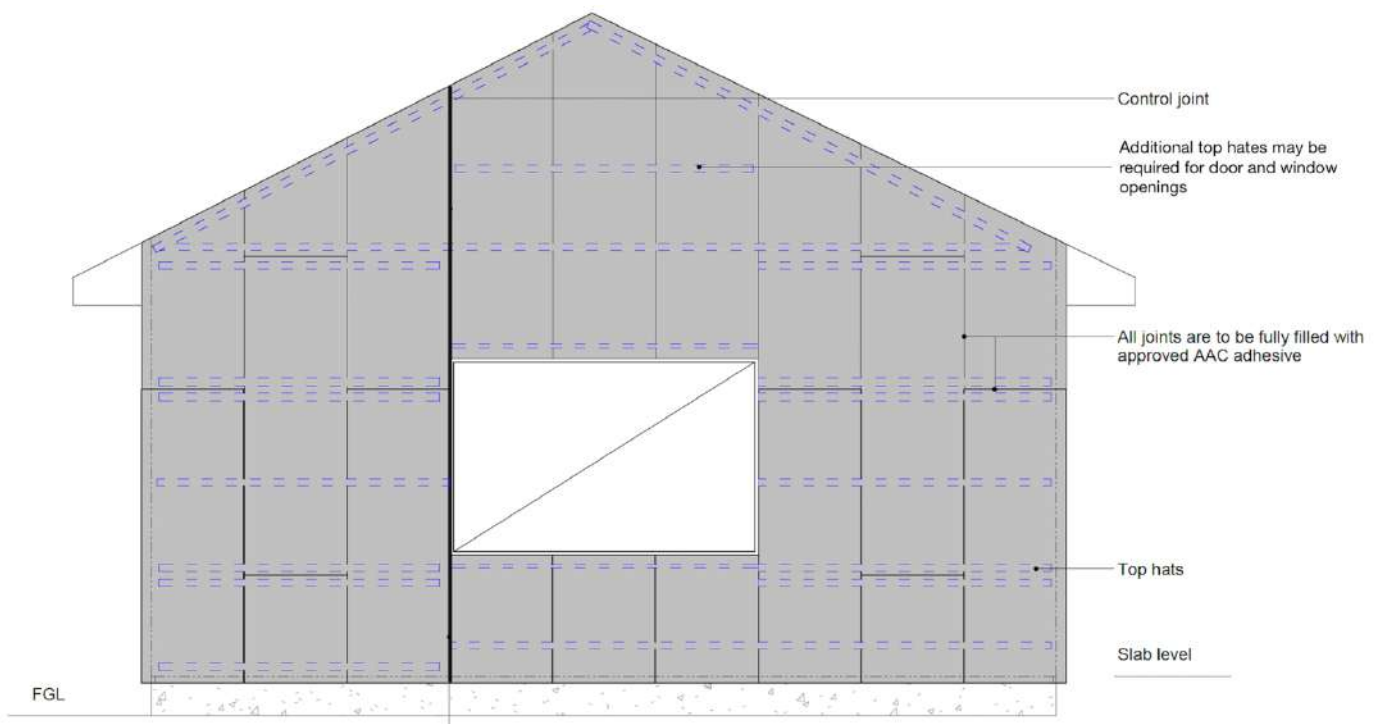 Control joint
Additional top hates may be
required for door and window
openings
All joints are to be fully filled with
approved AAC adhesive
Top hats
Slab level
FGL